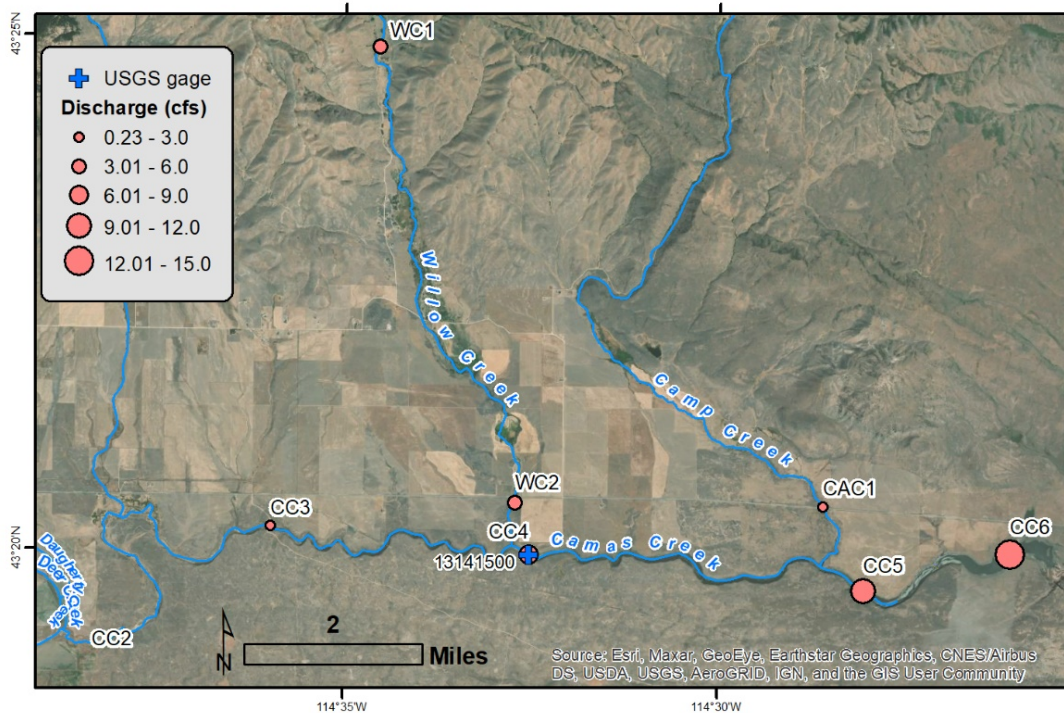 43°25'N
WC1
USGS gage
Discharge (cfs)
0.23 - 3.0
3.01 - 6.0
6.01 - 9.0
9.01 - 12.0
12.01 - 15.0
Willow Creek
Camp Creek
WC2
CAC1
CC3
CC4
CC6
43°20'N
13141500
Camas Creek
CC5
Daugherty
Deer Creek
CC2
N
2
Miles
Source: Esri, Maxar, GeoEye, Earthstar Geographics, CNES/Airbus
DS, USDA, USGS, AeroGRID, IGN, and the GIS User Community
114°35'W
114°30'W